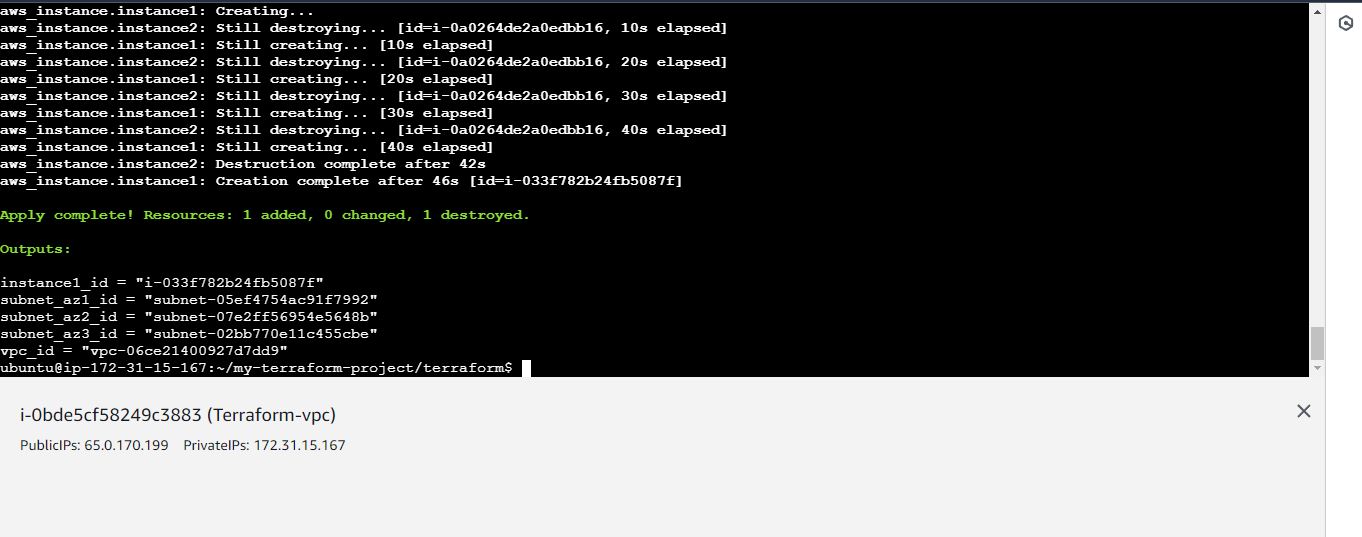 aws_instance.instance1: Creating...
aws_instance.instance2: Still destroying... [id=i-0a0264de2a0edbb16, 10s elapsed]
aws_instance.instance1: Still creating... [10s elapsed]
aws_instance.instance2: Still destroying... [id=i-0a0264de2a0edbb16, 20s elapsed]
aws_instance.instance1: Still creating... [20s elapsed]
aws_instance.instance2: Still destroying... [id=i-0a0264de2a0edbb16, 30s elapsed]
aws_instance.instance1: Still creating... [30s elapsed]
aws_instance.instance2: Still destroying... [id=i-0a0264de2a0edbb16, 40s elapsed]
aws_instance.instance1: Still creating... [40s elapsed]
aws_instance.instance2: Destruction complete after 42s
aws_instance.instance1: Creation complete after 46s [id=i-033f782b24fb5087f]
Apply complete! Resources: 1 added, 0 changed, 1 destroyed.
Outputs:
instance1_id = "i-033f782b24fb5087f"
subnet_az1_id = "subnet-05ef4754ac91f7992"
subnet_az2_id = "subnet-07e2ff56954e5648b"
subnet_az3_id = "subnet-02bb770e11c455cbe"
vpc_id = "vpc-06ce21400927d7dd9"
ubuntu@ip-172-31-15-167:~/my-terraform-project/terraform$
i-0bde5cf58249c3883 (Terraform-vpc)
PublicIPs: 65.0.170.199 PrivateIPs: 172.31.15.167